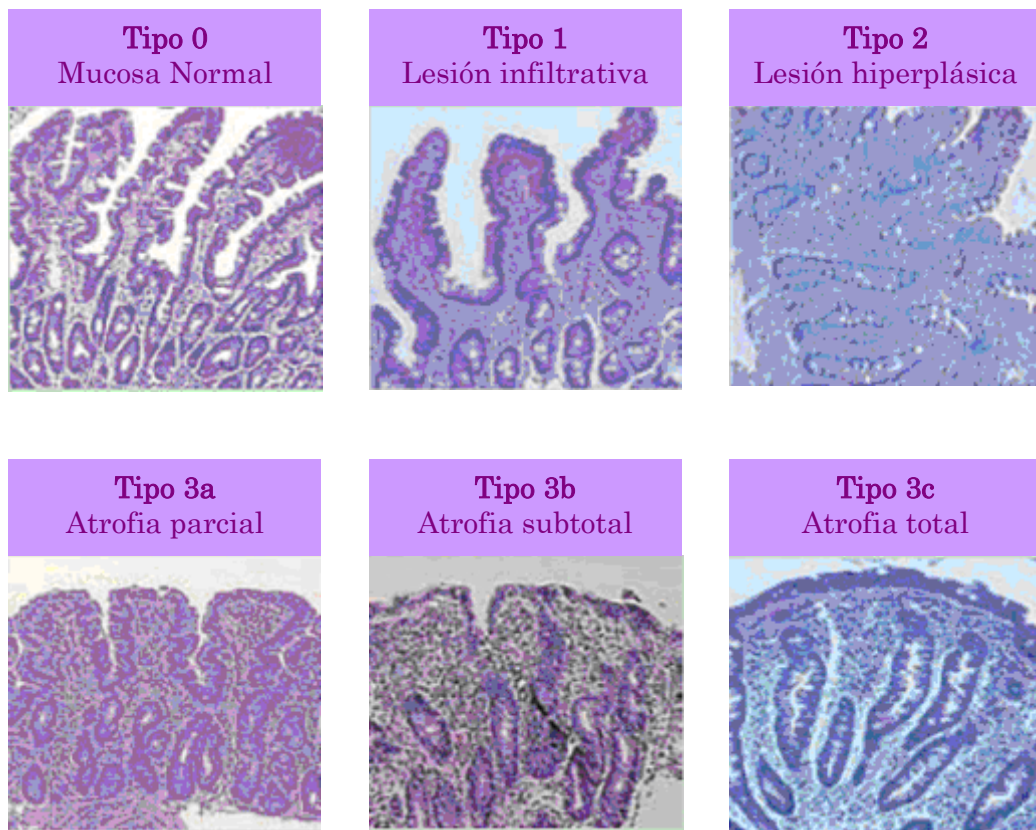 Tipo 0
Mucosa Normal
Tipo 1
Lesión infiltrativa
Tipo 2
Lesión hiperplásica
Tipo 3a
Atrofia parcial
Tipo 3b
Atrofia subtotal
Tipo 3c
Atrofia total